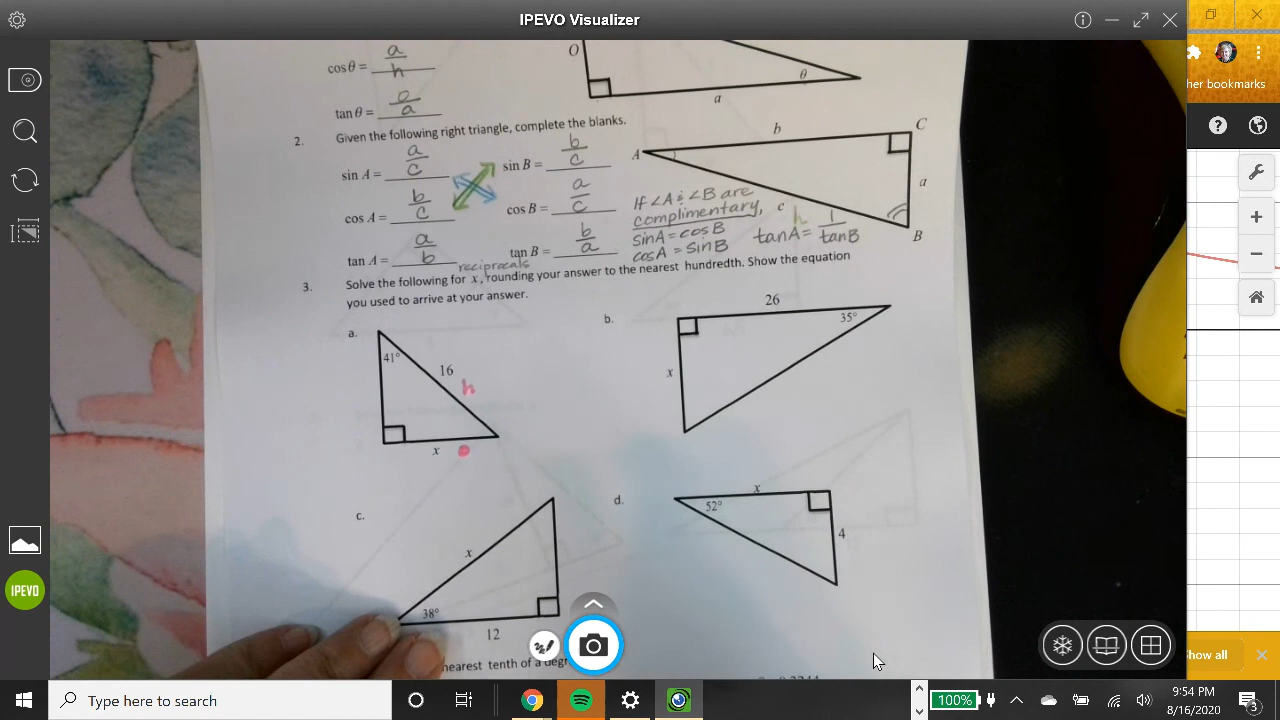 IPEVO Visualizer
her bookmarks
cosθ = a/h
tanθ = o/a
O
θ
a
2. Given the following right triangle, complete the blanks.
sin A = a/c
sin B = b/c
cos A = b/c
cos B = a/c
tan A = a/b
tan B = b/a
reciprocals
If ∠A & ∠B are
complimentary,
sinA = cosB
cosA = sinB
tanA = 1/tanB
A
b
C
a
c
h
B
3. Solve the following for x, rounding your answer to the nearest hundredth. Show the equation
you used to arrive at your answer.
a.
41°
16
h
x
o
b.
26
35°
x
c.
x
38°
12
d.
x
52°
4
nearest tenth of a degr
IPEVO
how all
Type here to search
100%
9:54 PM
8/16/2020
3